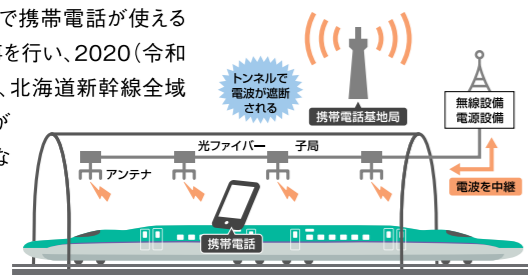 で携帯電話が使える
事を行い、2020（令和
、北海道新幹線全域
が
な
トンネルで
電波が遮断
される
携帯電話基地局
無線設備
電源設備
光ファイバー
子局
アンテナ
電波を中継
携帯電話